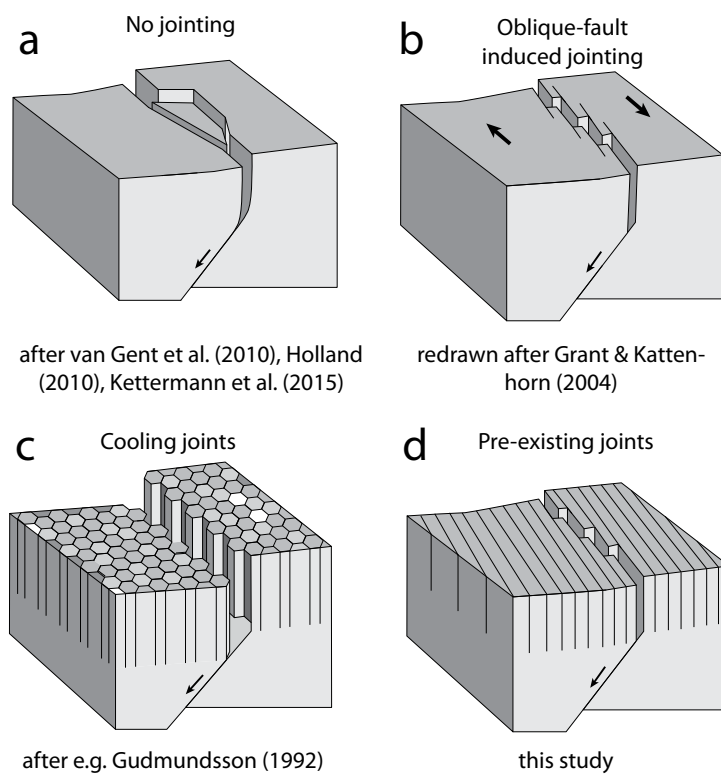 a
No jointing
b
Oblique-fault
induced jointing
after van Gent et al. (2010), Holland
(2010), Kettermann et al. (2015)
redrawn after Grant & Katten-
horn (2004)
c
Cooling joints
d
Pre-existing joints
after e.g. Gudmundsson (1992)
this study